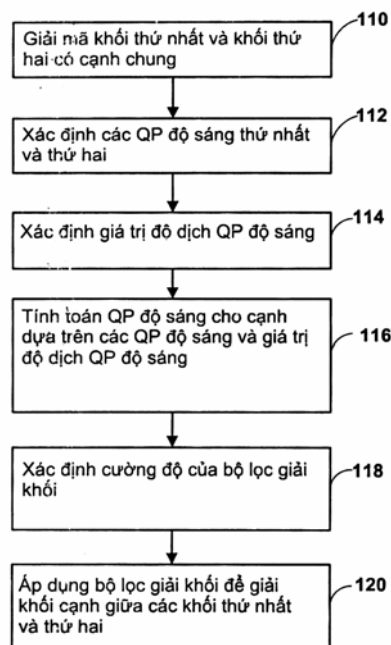 110
Giải mã khối thứ nhất và khối thứ
hai có cạnh chung
112
Xác định các QP độ sáng thứ nhất
và thứ hai
114
Xác định giá trị độ dịch QP độ sáng
Tính toán QP độ sáng cho cạnh
dựa trên các QP độ sáng và giá trị
độ dịch QP độ sáng
116
Xác định cường độ của bộ lọc giải
khối
118
Áp dụng bộ lọc giải khối để giải
khối cạnh giữa các khối thứ nhất
và thứ hai
120